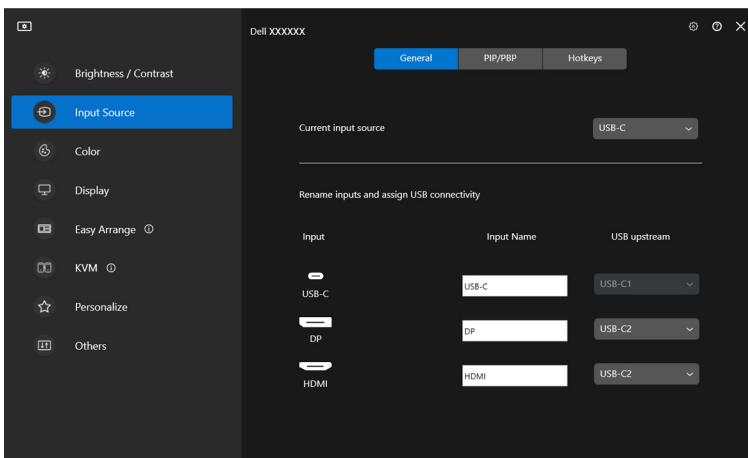 Dell XXXXXX
General PIP/PBP Hotkeys
Brightness / Contrast
Input Source
Color
Display
Easy Arrange
KVM
Personalize
Others
Current input source USB-C
Rename inputs and assign USB connectivity
Input Input Name USB upstream
USB-C USB-C USB-C1
DP DP USB-C2
HDMI HDMI USB-C2